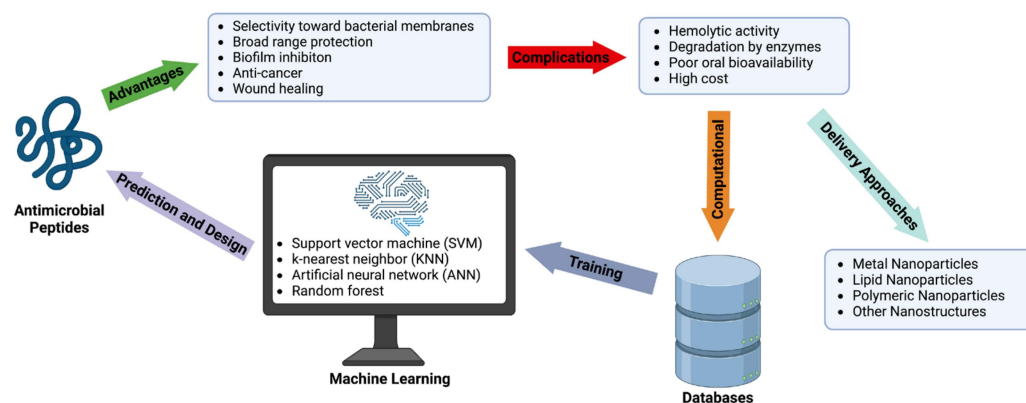 Advantages
• Selectivity toward bacterial membranes
• Broad range protection
• Biofilm inhibiton
• Anti-cancer
• Wound healing
Complications
• Hemolytic activity
• Degradation by enzymes
• Poor oral bioavailability
• High cost
Antimicrobial
Peptides
Prediction and Design
• Support vector machine (SVM)
• k-nearest neighbor (KNN)
• Artificial neural network (ANN)
• Random forest
Machine Learning
Training
Computational
Databases
Delivery Approaches
• Metal Nanoparticles
• Lipid Nanoparticles
• Polymeric Nanoparticles
• Other Nanostructures